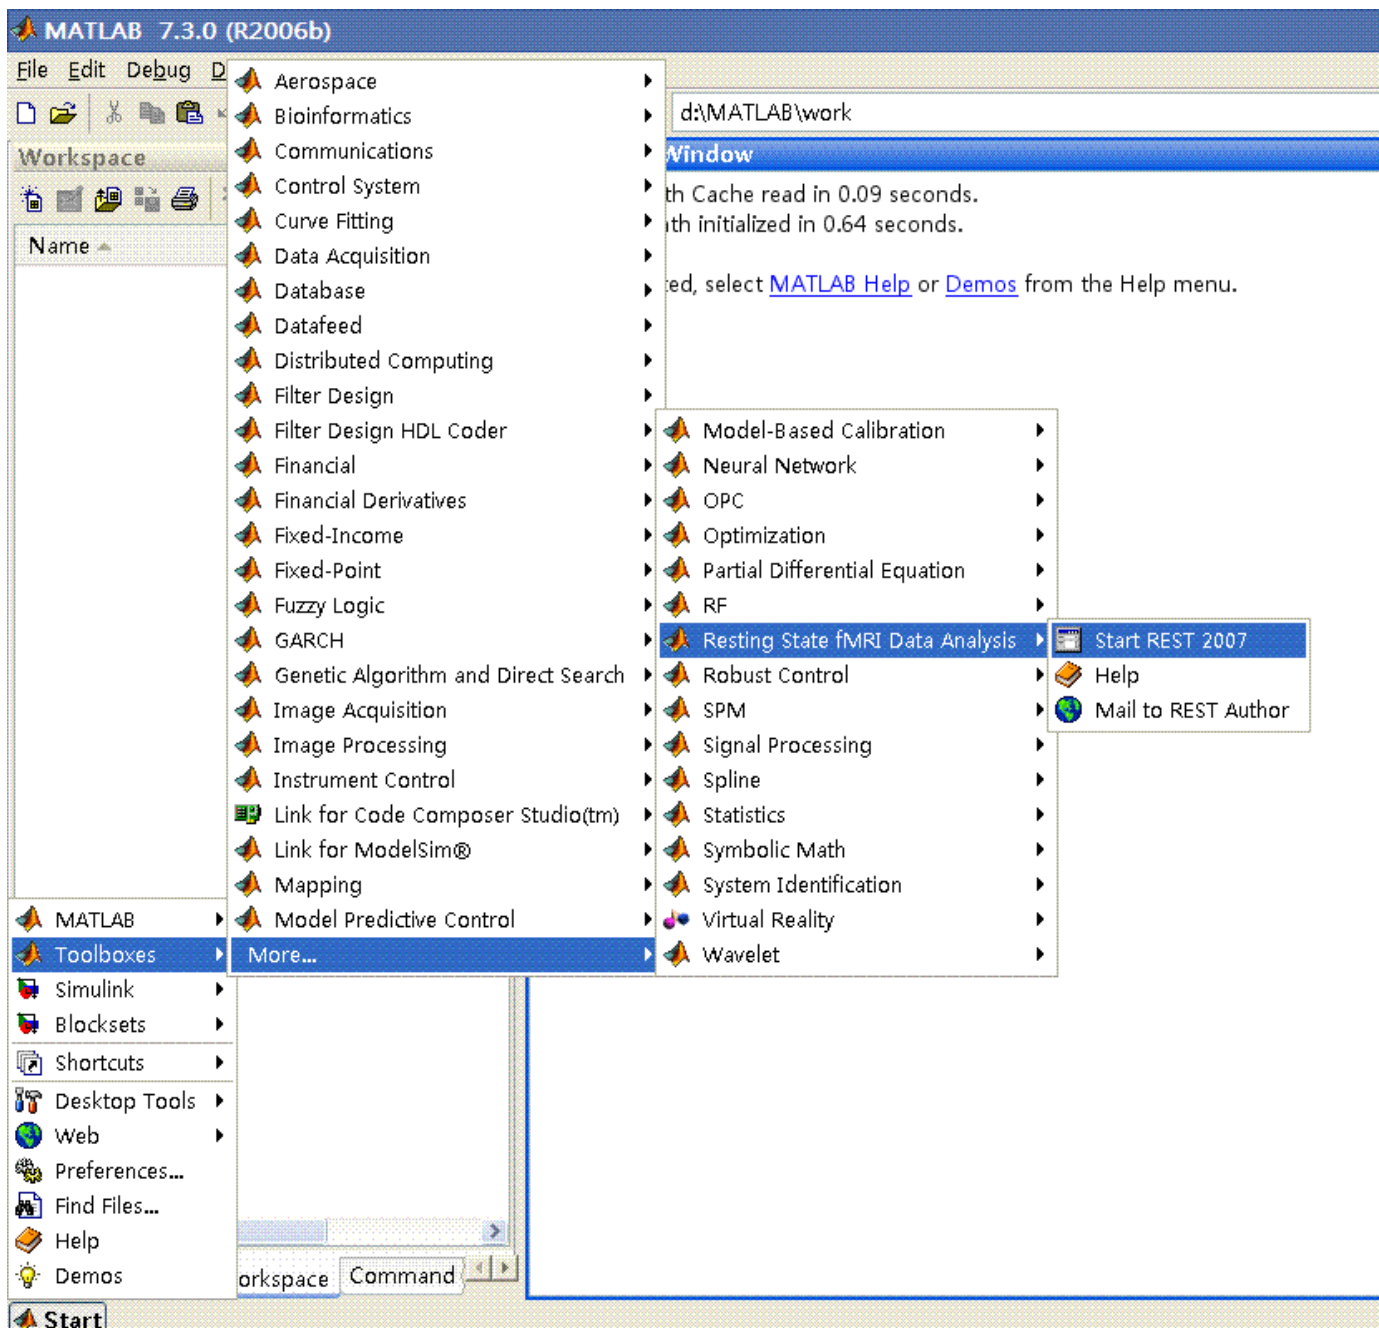 MATLAB 7.3.0 (R2006b)
File Edit Debug D
d:\MATLAB\work
Workspace
Window
th Cache read in 0.09 seconds.
ath initialized in 0.64 seconds.
Name
ted, select MATLAB Help or Demos from the Help menu.
Aerospace
Bioinformatics
Communications
Control System
Curve Fitting
Data Acquisition
Database
Datafeed
Distributed Computing
Filter Design
Filter Design HDL Coder
Financial
Financial Derivatives
Fixed-Income
Fixed-Point
Fuzzy Logic
GARCH
Genetic Algorithm and Direct Search
Image Acquisition
Image Processing
Instrument Control
Link for Code Composer Studio(tm)
Link for ModelSim®
Mapping
Model Predictive Control
More...
Model-Based Calibration
Neural Network
OPC
Optimization
Partial Differential Equation
RF
Resting State fMRI Data Analysis
Robust Control
SPM
Signal Processing
Spline
Statistics
Symbolic Math
System Identification
Virtual Reality
Wavelet
Start REST 2007
Help
Mail to REST Author
MATLAB
Toolboxes
Simulink
Blocksets
Shortcuts
Desktop Tools
Web
Preferences...
Find Files...
Help
Demos
orkspace Command
Start